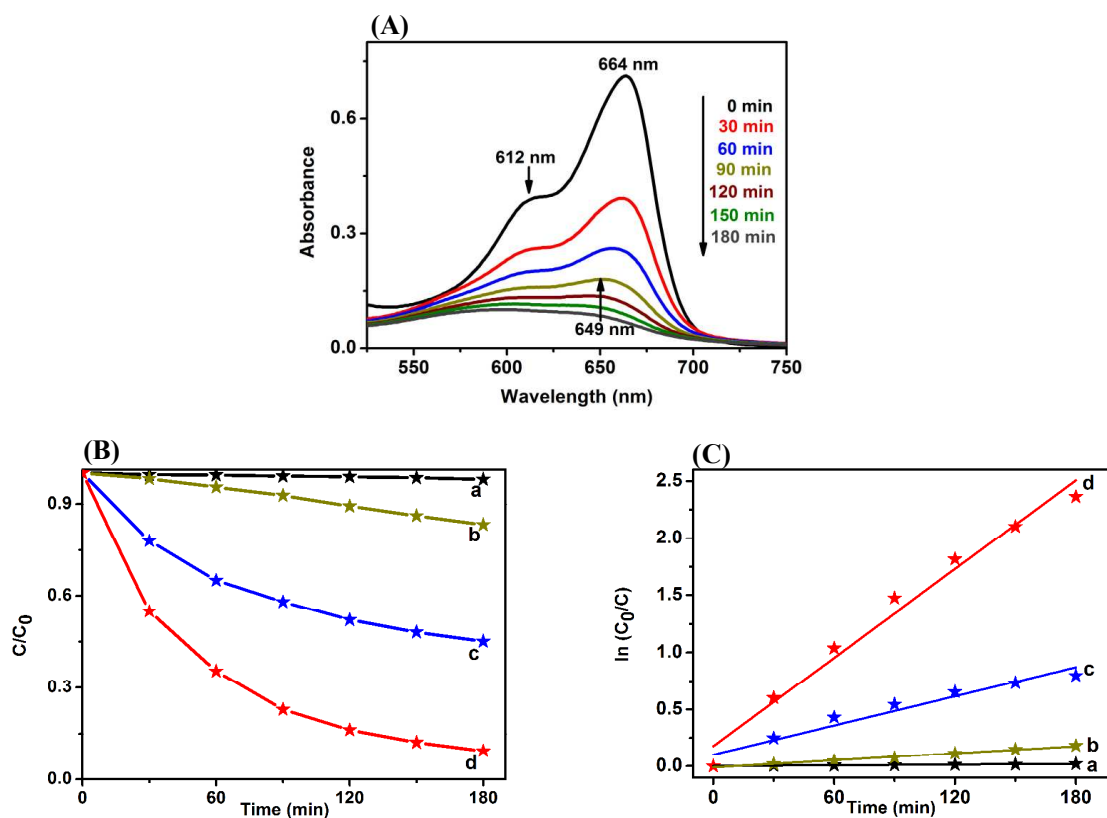 (A)
664 nm
612 nm
649 nm
0 min
30 min
60 min
90 min
120 min
150 min
180 min
0.6
0.3
0.0
Absorbance
550 600 650 700 750
Wavelength (nm)
(B)
a
b
c
d
0.9
0.6
0.3
0.0
C/C0
0 60 120 180
Time (min)
(C)
d
c
b
a
2.5
2.0
1.5
1.0
0.5
0.0
ln (C0/C)
0 60 120 180
Time (min)